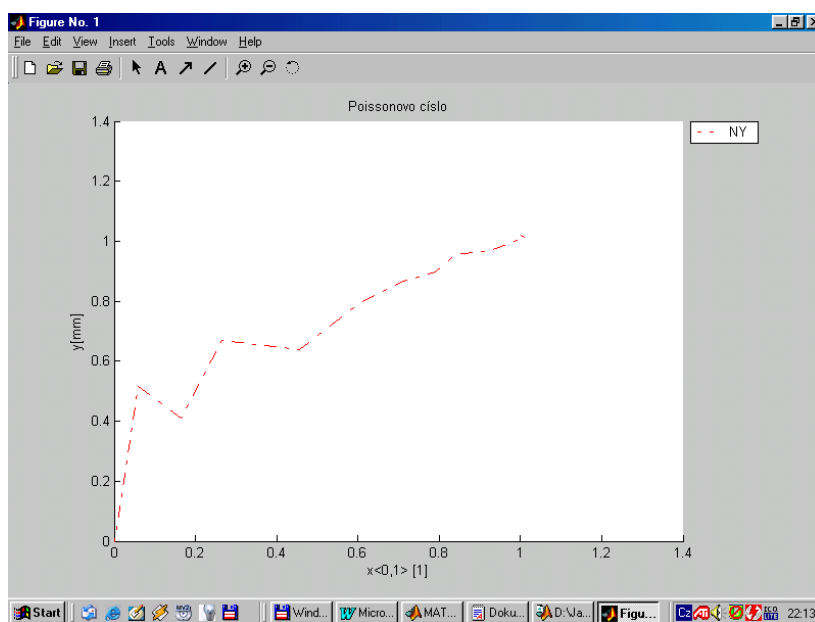 Figure No. 1
File Edit View Insert Tools Window Help
A
Poissonovo císlo
NY
1.4
1.2
1
0.8
0.6
0.4
0.2
0
y[mm]
0 0.2 0.4 0.6 0.8 1 1.2 1.4
x<0,1> [1]
Start Wind... Micro... MAT... Doku... D:\Ja... Figu... Cz 22:13